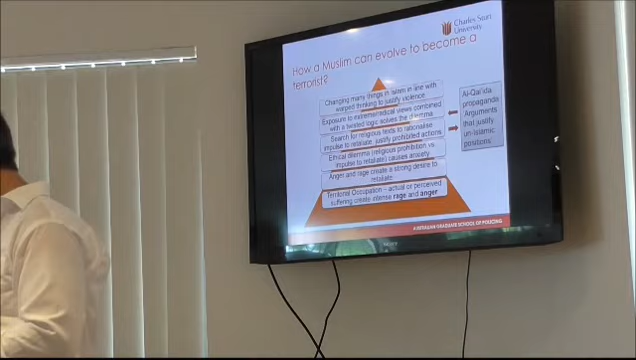 Charles Sturt
University
How a Muslim can evolve to become a
terrorist?
Changing many things in Islam in line with
warped thinking to justify violence
Exposure to extreme/radical views combined
with a twisted logic solves the dilemma
Search for religious texts to rationalise
impulse to retaliate, justify prohibited actions
Ethical dilemma (religious prohibition vs
impulse to retaliate) causes anxiety
Anger and rage create a strong desire to
retaliate
Territorial Occupation – actual or perceived
suffering create intense rage and anger
Al-Qai'ida
propaganda
Arguments
that justify
un-Islamic
positions
AUSTRALIAN GRADUATE SCHOOL OF POLICING